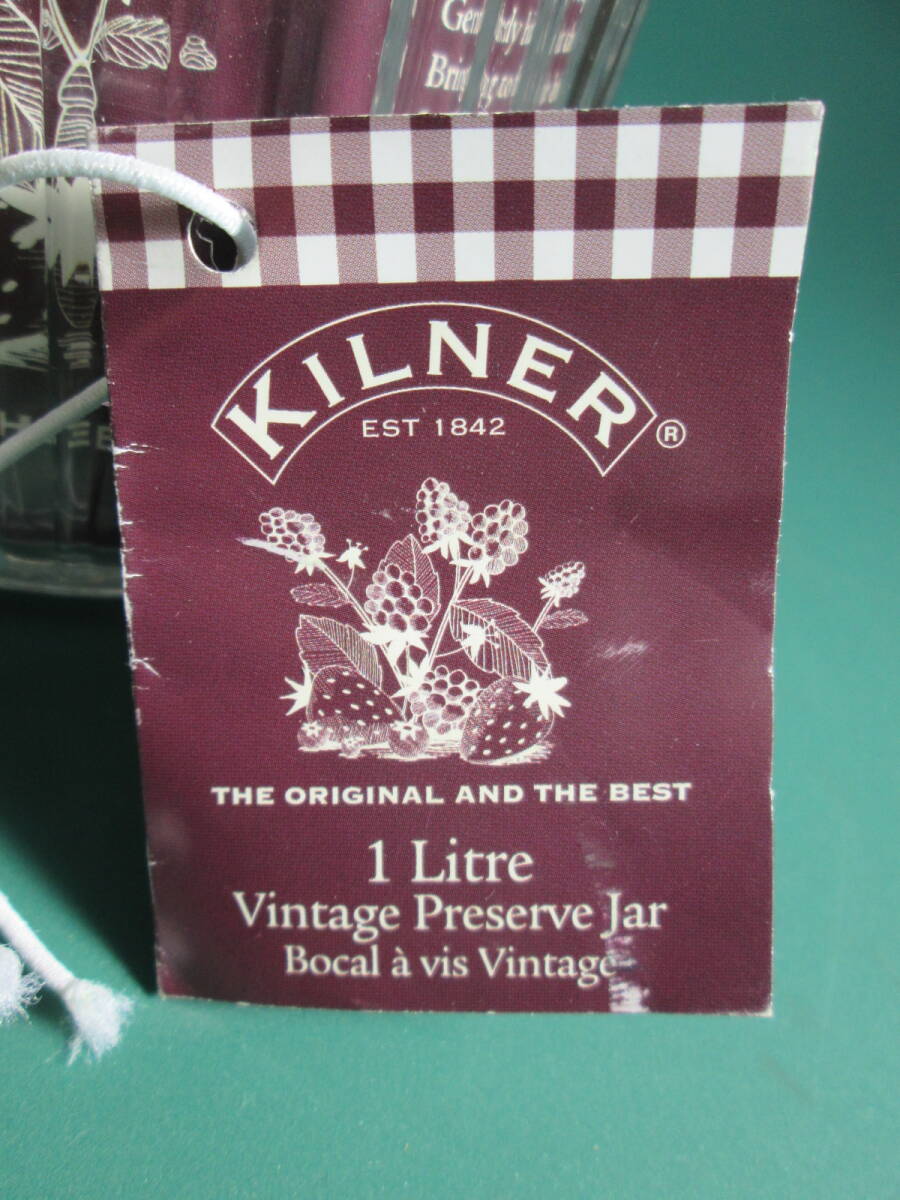 KILNER®
EST 1842
THE ORIGINAL AND THE BEST
1 Litre
Vintage Preserve Jar
Bocal à vis Vintage